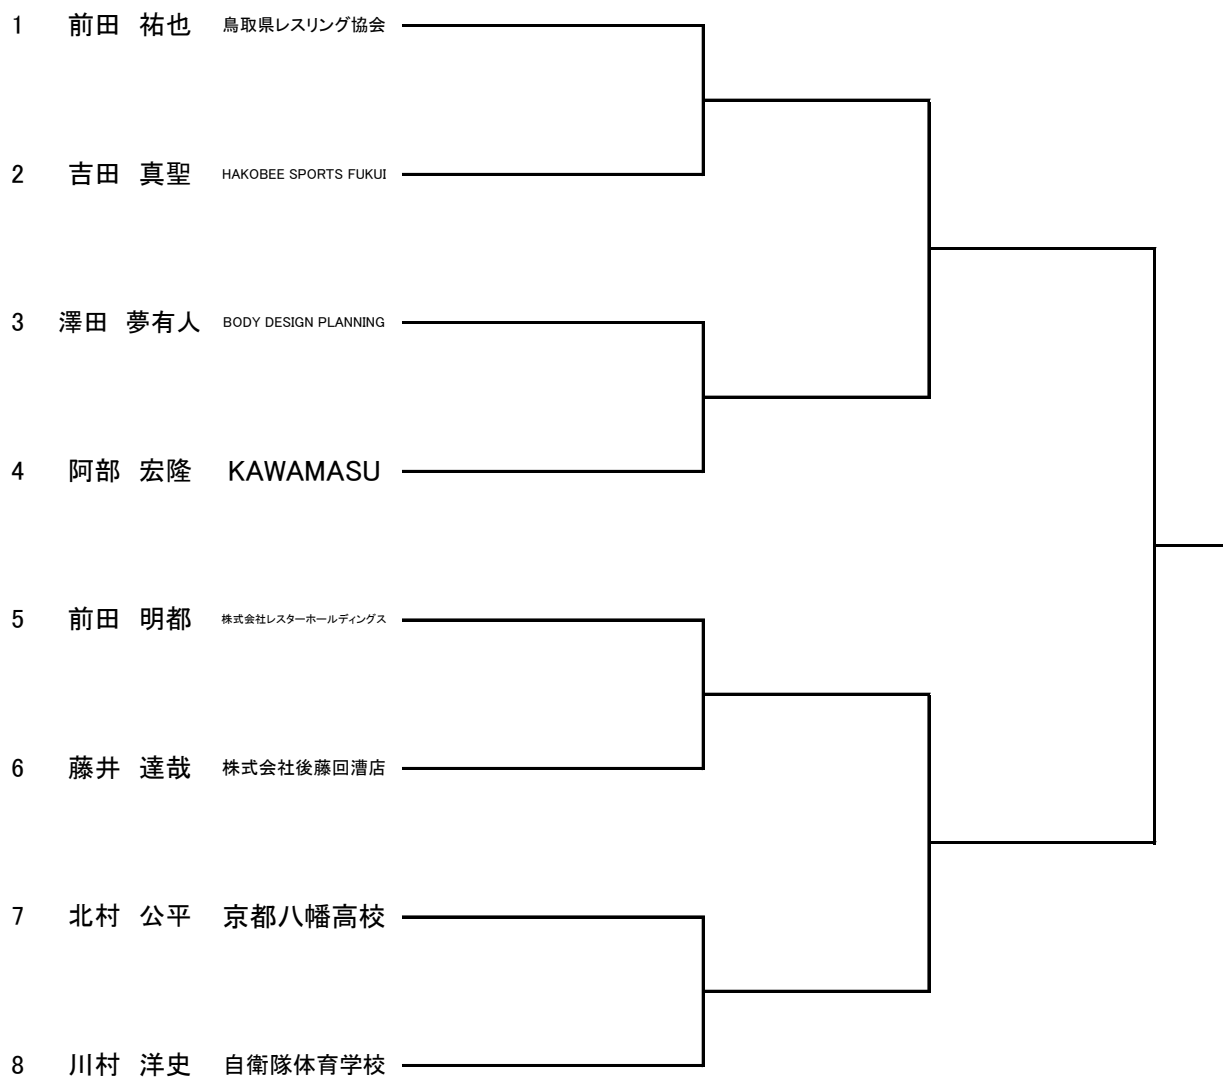 1 前田 祐也 鳥取県レスリング協会
2 吉田 真聖 HAKOBEE SPORTS FUKUI
3 澤田 夢有人 BODY DESIGN PLANNING
4 阿部 宏隆 KAWAMASU
5 前田 明都 株式会社レスターホールディングス
6 藤井 達哉 株式会社後藤回漕店
7 北村 公平 京都八幡高校
8 川村 洋史 自衛隊体育学校